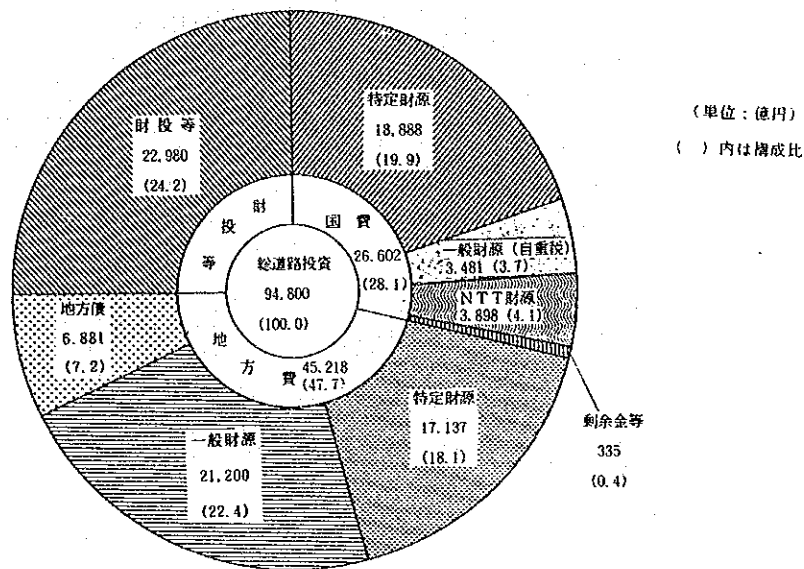 (単位:億円)
( )内は構成比
特定財源
18,888
(19.9)
一般財源(自重税)
3.481 (3.7)
NTT財源
3.898 (4.1)
剰余金等
335
(0.4)
特定財源
17.137
(18.1)
一般財源
21,200
(22.4)
地方債
6.881
(7.2)
財投等
22.980
(24.2)
国費
26.602
(28.1)
地方費
45.218
(47.7)
財投等
総道路投資
94.800
(100.0)